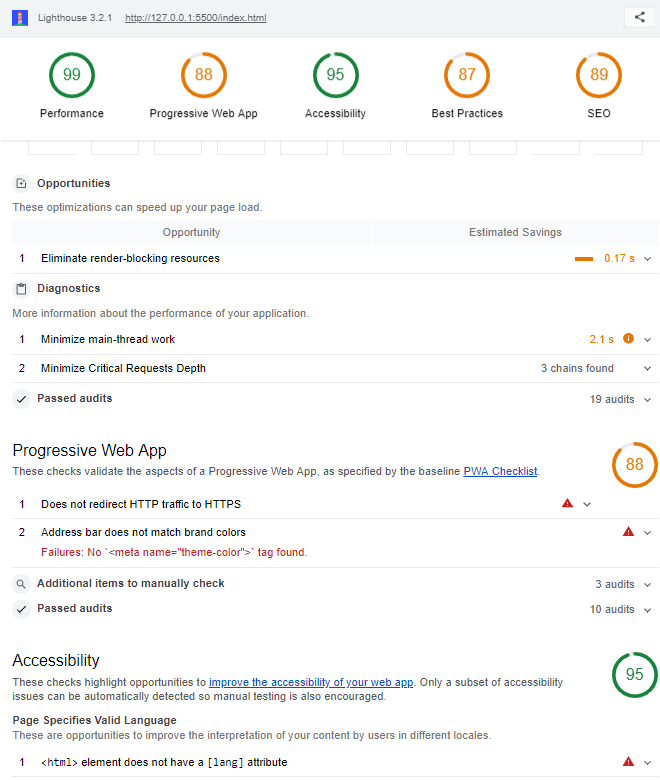 Lighthouse 3.2.1 http://127.0.0.1:5500/index.html
99 88 95 87 89
Performance Progressive Web App Accessibility Best Practices SEO
Opportunities
These optimizations can speed up your page load.
Opportunity Estimated Savings
1 Eliminate render-blocking resources 0.17 s
Diagnostics
More information about the performance of your application.
1 Minimize main-thread work 2.1 s
2 Minimize Critical Requests Depth 3 chains found
Passed audits 19 audits
Progressive Web App 88
These checks validate the aspects of a Progressive Web App, as specified by the baseline PWA Checklist.
1 Does not redirect HTTP traffic to HTTPS
2 Address bar does not match brand colors
Failures: No `<meta name="theme-color">` tag found.
Additional items to manually check 3 audits
Passed audits 10 audits
Accessibility 95
These checks highlight opportunities to improve the accessibility of your web app. Only a subset of accessibility
issues can be automatically detected so manual testing is also encouraged.
Page Specifies Valid Language
These are opportunities to improve the interpretation of your content by users in different locales.
1 <html> element does not have a [lang] attribute